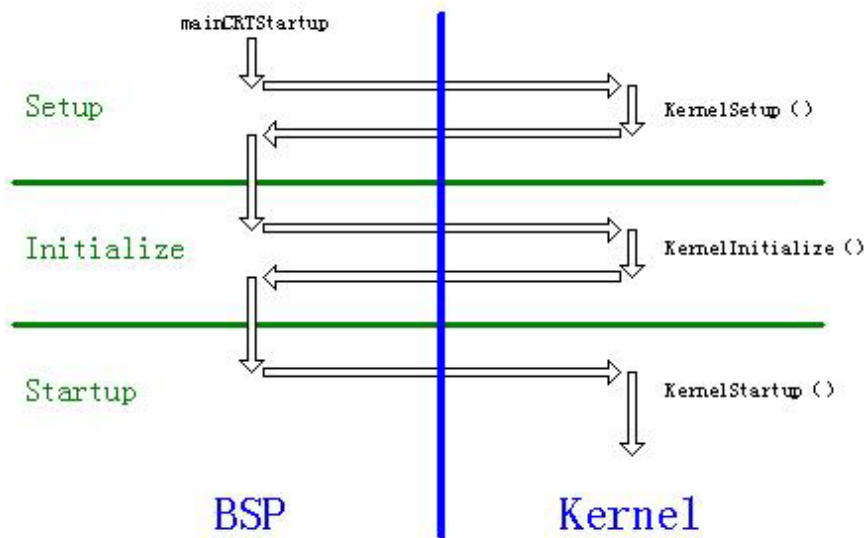 mainCRTStartup
Setup
KernelSetup ()
Initialize
KernelInitialize ()
Startup
KernelStartup ()
BSP
Kernel